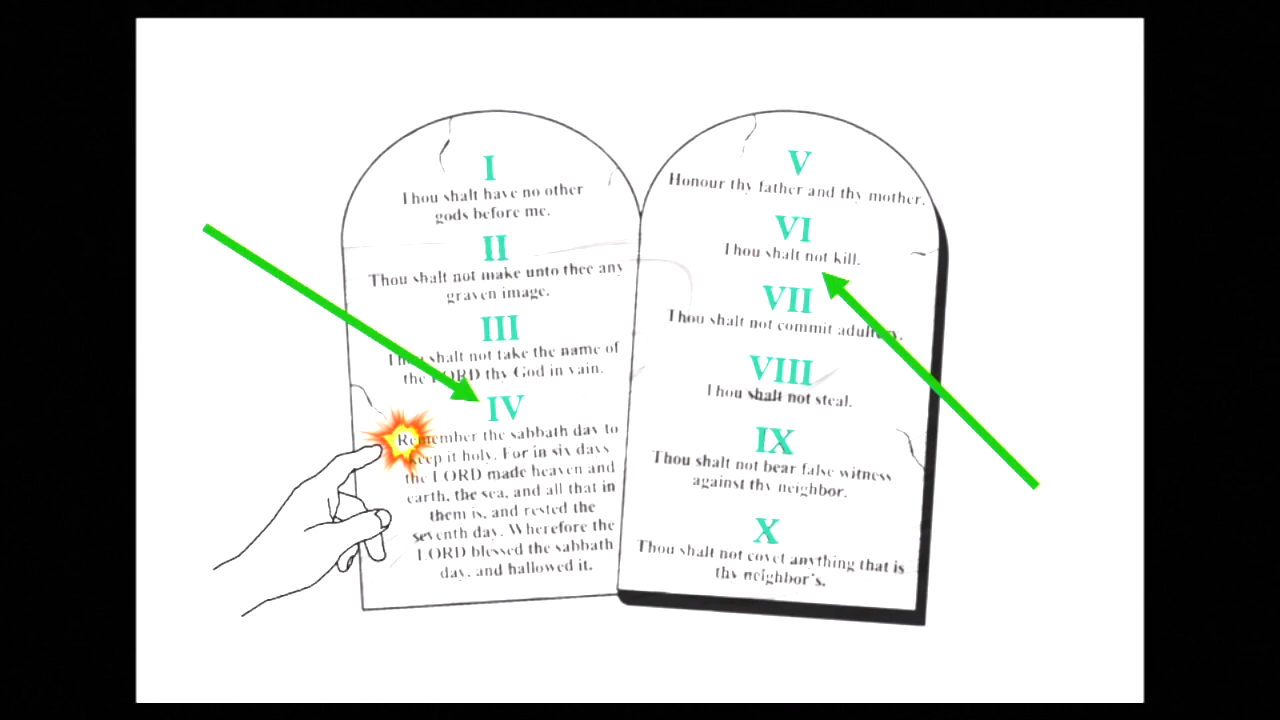 I
Thou shalt have no other
gods before me.
II
Thou shalt not make unto thee any
graven image.
III
Thou shalt not take the name of
the LORD thy God in vain.
IV
Remember the sabbath day to
keep it holy. For in six days
the LORD made heaven and
earth, the sea, and all that in
them is, and rested the
seventh day. Wherefore the
LORD blessed the sabbath
day, and hallowed it.
V
Honour thy father and thy mother.
VI
Thou shalt not kill.
VII
Thou shalt not commit adultery.
VIII
Thou shalt not steal.
IX
Thou shalt not bear false witness
against thy neighbor.
X
Thou shalt not covet anything that is
thy neighbor's.